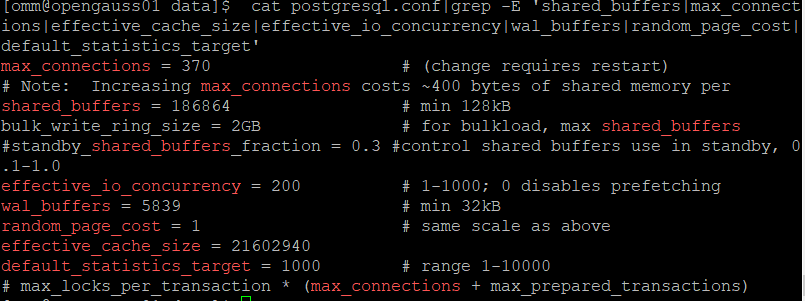 [omm@opengauss01 data]$  cat postgresql.conf|grep -E 'shared_buffers|max_connect
ions|effective_cache_size|effective_io_concurrency|wal_buffers|random_page_cost|
default_statistics_target'
max_connections = 370                   # (change requires restart)
# Note:  Increasing max_connections costs ~400 bytes of shared memory per
shared_buffers = 186864                 # min 128kB
bulk_write_ring_size = 2GB              # for bulkload, max shared_buffers
#standby_shared_buffers_fraction = 0.3 #control shared buffers use in standby, 0
.1-1.0
effective_io_concurrency = 200          # 1-1000; 0 disables prefetching
wal_buffers = 5839                      # min 32kB
random_page_cost = 1                    # same scale as above
effective_cache_size = 21602940
default_statistics_target = 1000        # range 1-10000
# max_locks_per_transaction * (max_connections + max_prepared_transactions)